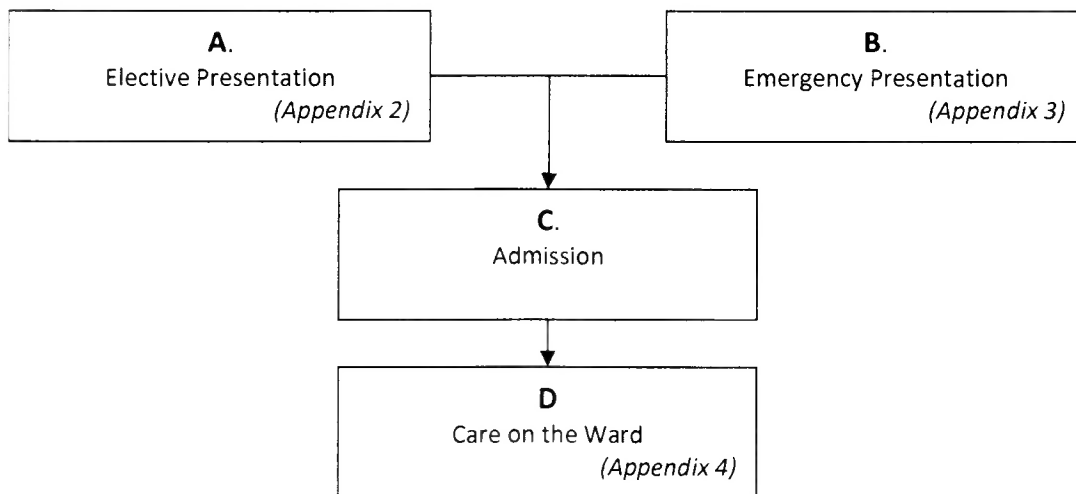 A.
Elective Presentation
(Appendix 2)
B.
Emergency Presentation
(Appendix 3)
C.
Admission
D
Care on the Ward
(Appendix 4)